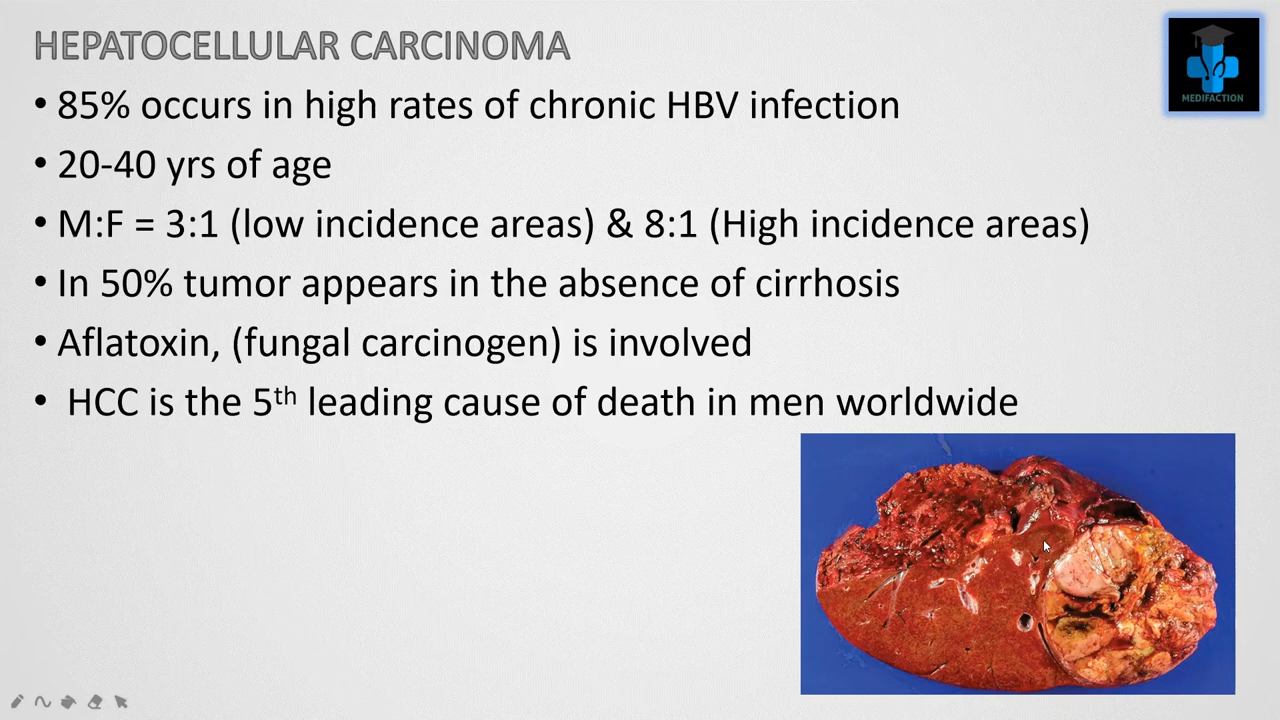 HEPATOCELLULAR CARCINOMA
MEDIFACTION
• 85% occurs in high rates of chronic HBV infection
• 20-40 yrs of age
• M:F = 3:1 (low incidence areas) & 8:1 (High incidence areas)
• In 50% tumor appears in the absence of cirrhosis
• Aflatoxin, (fungal carcinogen) is involved
• HCC is the 5th leading cause of death in men worldwide